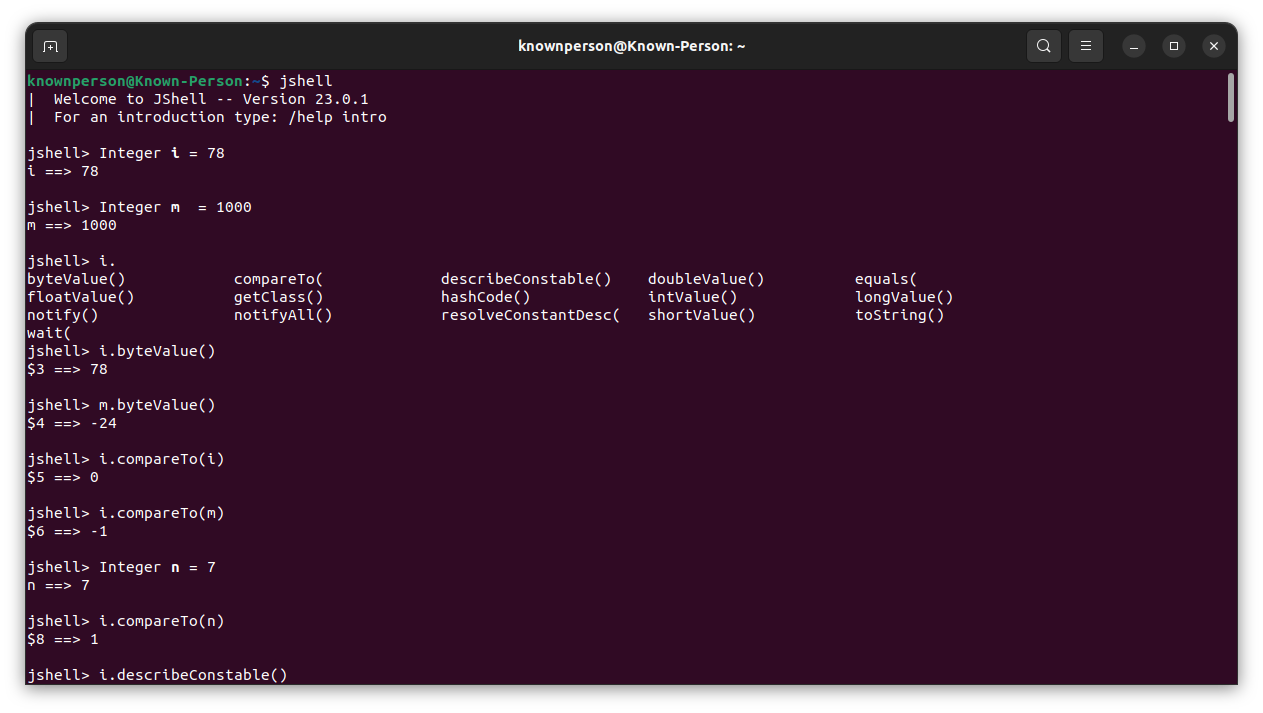 knownperson@Known-Person: ~
knownperson@Known-Person:~$ jshell
|  Welcome to JShell -- Version 23.0.1
|  For an introduction type: /help intro
jshell> Integer i = 78
i ==> 78
jshell> Integer m  = 1000
m ==> 1000
jshell> i.
byteValue()            compareTo(             describeConstable()    doubleValue()          equals(
floatValue()           getClass()             hashCode()             intValue()             longValue()
notify()               notifyAll()            resolveConstantDesc(   shortValue()           toString()
wait(
jshell> i.byteValue()
$3 ==> 78
jshell> m.byteValue()
$4 ==> -24
jshell> i.compareTo(i)
$5 ==> 0
jshell> i.compareTo(m)
$6 ==> -1
jshell> Integer n = 7
n ==> 7
jshell> i.compareTo(n)
$8 ==> 1
jshell> i.describeConstable()